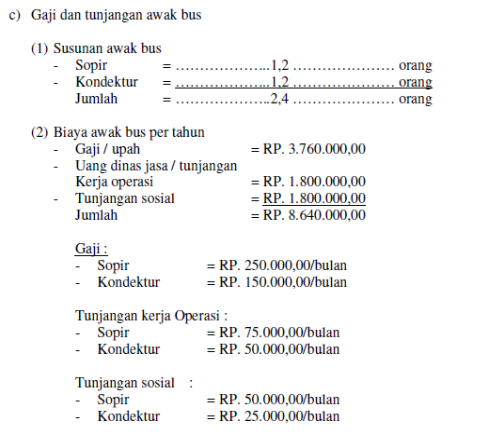 c) Gaji dan tunjangan awak bus
(1) Susunan awak bus
- Sopir = ………………..1,2 ………………… orang
- Kondektur = ………………..1,2 ………………… orang
Jumlah = ………………..2,4 ………………… orang
(2) Biaya awak bus per tahun
- Gaji / upah = RP. 3.760.000,00
- Uang dinas jasa / tunjangan
Kerja operasi = RP. 1.800.000,00
- Tunjangan sosial = RP. 1.800.000,00
Jumlah = RP. 8.640.000,00
Gaji :
- Sopir = RP. 250.000,00/bulan
- Kondektur = RP. 150.000,00/bulan
Tunjangan kerja Operasi :
- Sopir = RP. 75.000,00/bulan
- Kondektur = RP. 50.000,00/bulan
Tunjangan sosial :
- Sopir = RP. 50.000,00/bulan
- Kondektur = RP. 25.000,00/bulan